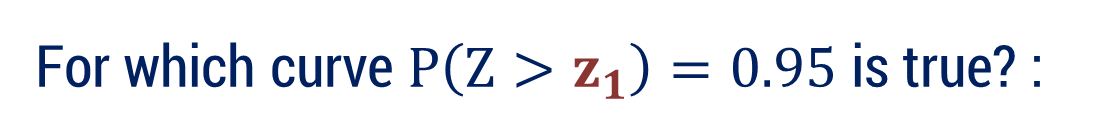 For which curve P(Z > z₁) = 0.95 is true? :